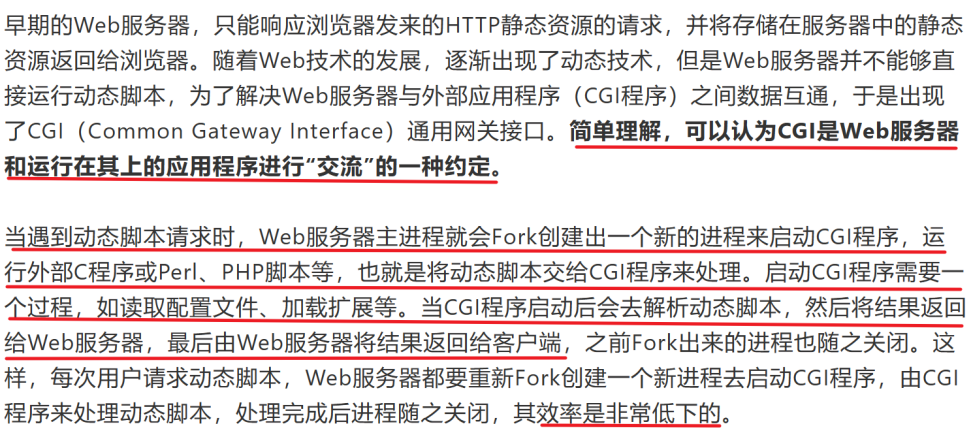 早期的Web服务器，只能响应浏览器发来的HTTP静态资源的请求，并将存储在服务器中的静态
资源返回给浏览器。随着Web技术的发展，逐渐出现了动态技术，但是Web服务器并不能够直
接运行动态脚本，为了解决Web服务器与外部应用程序（CGI程序）之间数据互通，于是出现
了CGI（Common Gateway Interface）通用网关接口。简单理解，可以认为CGI是Web服务器
和运行在其上的应用程序进行“交流”的一种约定。
当遇到动态脚本请求时，Web服务器主进程就会Fork创建出一个新的进程来启动CGI程序，运
行外部C程序或Perl、PHP脚本等，也就是将动态脚本交给CGI程序来处理。启动CGI程序需要一
个过程，如读取配置文件、加载扩展等。当CGI程序启动后会去解析动态脚本，然后将结果返回
给Web服务器，最后由Web服务器将结果返回给客户端，之前Fork出来的进程也随之关闭。这
样，每次用户请求动态脚本，Web服务器都要重新Fork创建一个新进程去启动CGI程序，由CGI
程序来处理动态脚本，处理完成后进程随之关闭，其效率是非常低下的。